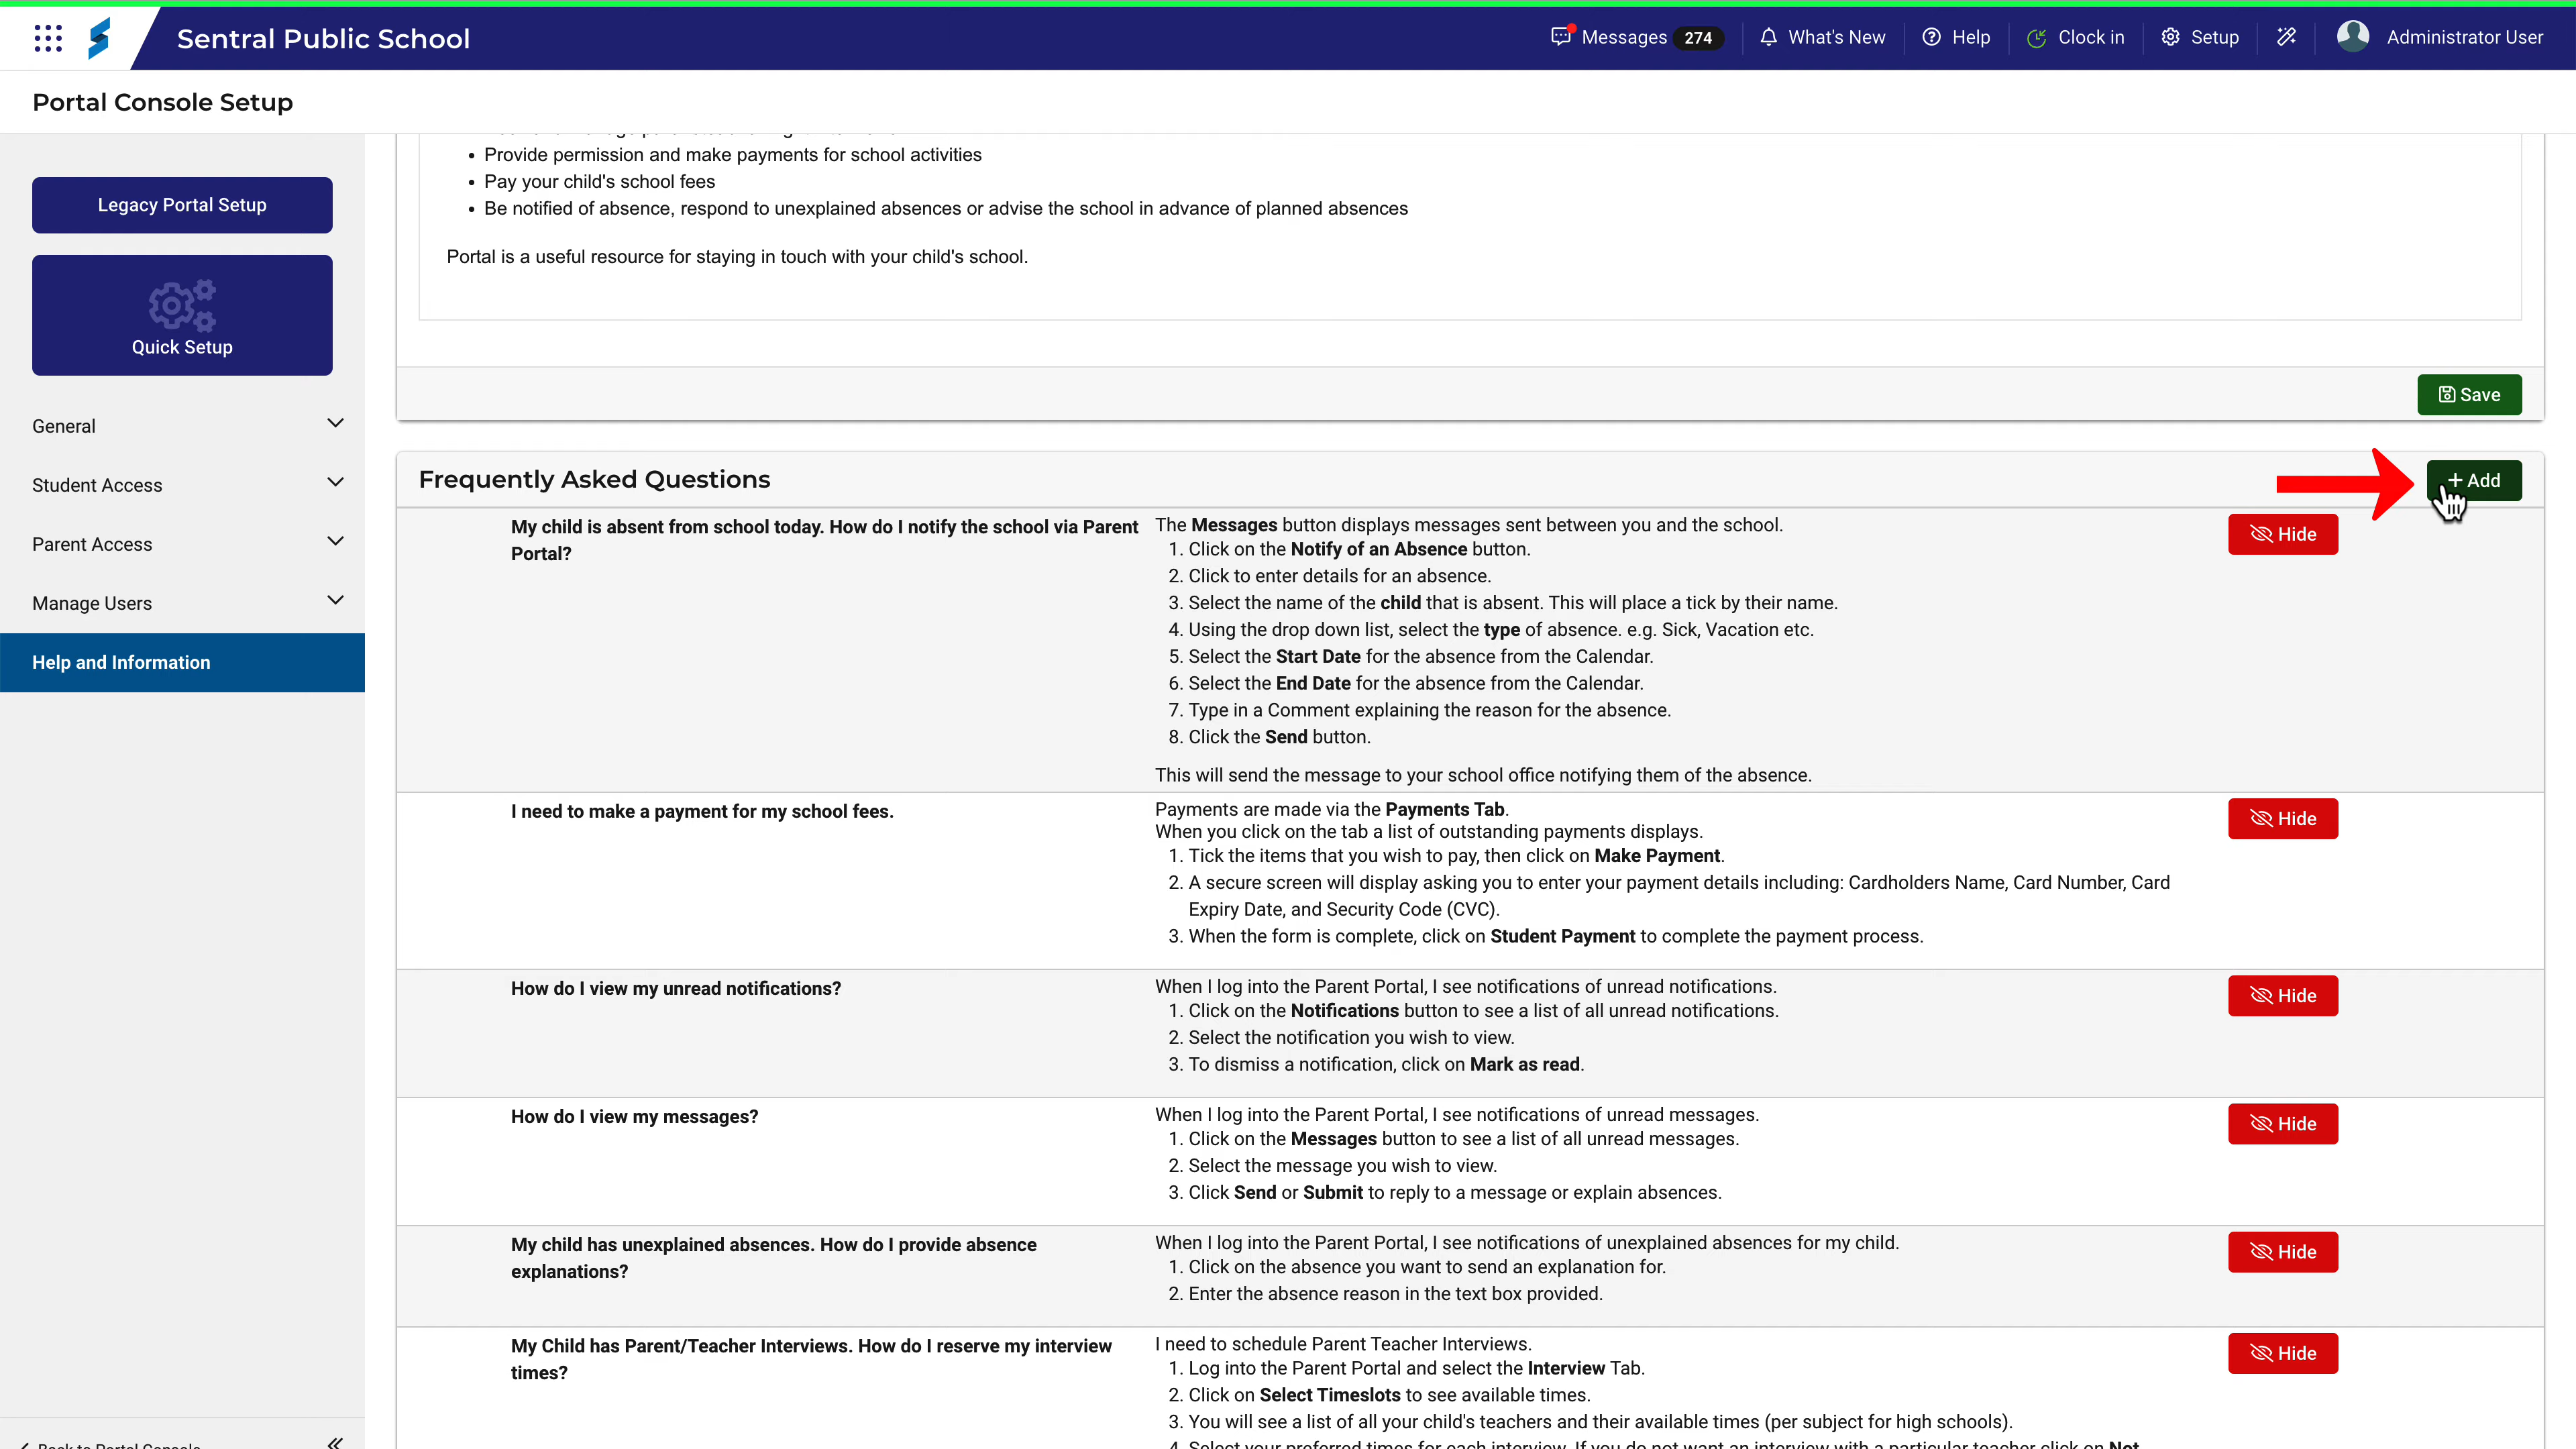 Sentral Public School
Messages 274
What's New
Help
Clock in
Setup
Administrator User
Portal Console Setup
Legacy Portal Setup
Quick Setup
General
Student Access
Parent Access
Manage Users
Help and Information
Back to Portal Console
• Provide permission and make payments for school activities
• Pay your child's school fees
• Be notified of absence, respond to unexplained absences or advise the school in advance of planned absences
Portal is a useful resource for staying in touch with your child's school.
Save
Frequently Asked Questions
+ Add
My child is absent from school today. How do I notify the school via Parent
Portal?
The Messages button displays messages sent between you and the school.
1. Click on the Notify of an Absence button.
2. Click to enter details for an absence.
3. Select the name of the child that is absent. This will place a tick by their name.
4. Using the drop down list, select the type of absence. e.g. Sick, Vacation etc.
5. Select the Start Date for the absence from the Calendar.
6. Select the End Date for the absence from the Calendar.
7. Type in a Comment explaining the reason for the absence.
8. Click the Send button.
This will send the message to your school office notifying them of the absence.
Hide
I need to make a payment for my school fees.
Payments are made via the Payments Tab.
When you click on the tab a list of outstanding payments displays.
1. Tick the items that you wish to pay, then click on Make Payment.
2. A secure screen will display asking you to enter your payment details including: Cardholders Name, Card Number, Card
Expiry Date, and Security Code (CVC).
3. When the form is complete, click on Student Payment to complete the payment process.
Hide
How do I view my unread notifications?
When I log into the Parent Portal, I see notifications of unread notifications.
1. Click on the Notifications button to see a list of all unread notifications.
2. Select the notification you wish to view.
3. To dismiss a notification, click on Mark as read.
Hide
How do I view my messages?
When I log into the Parent Portal, I see notifications of unread messages.
1. Click on the Messages button to see a list of all unread messages.
2. Select the message you wish to view.
3. Click Send or Submit to reply to a message or explain absences.
Hide
My child has unexplained absences. How do I provide absence
explanations?
When I log into the Parent Portal, I see notifications of unexplained absences for my child.
1. Click on the absence you want to send an explanation for.
2. Enter the absence reason in the text box provided.
Hide
My Child has Parent/Teacher Interviews. How do I reserve my interview
times?
I need to schedule Parent Teacher Interviews.
1. Log into the Parent Portal and select the Interview Tab.
2. Click on Select Timeslots to see available times.
3. You will see a list of all your child's teachers and their available times (per subject for high schools).
4. Select your preferred times for each interview. If you do not want an interview with a particular teacher click on Not
Hide